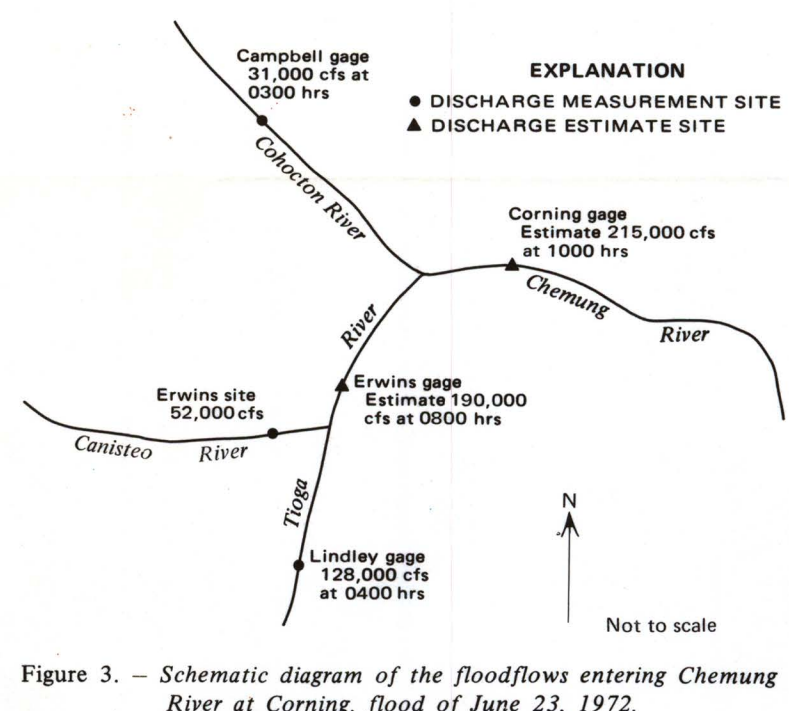 Campbell gage
31,000 cfs at
0300 hrs
EXPLANATION
● DISCHARGE MEASUREMENT SITE
▲ DISCHARGE ESTIMATE SITE
Cohocton River
Corning gage
Estimate 215,000 cfs
at 1000 hrs
Chemung
River
River
Erwins gage
Estimate 190,000
cfs at 0800 hrs
Erwins site
52,000 cfs
Canisteo River
Tioga
Lindley gage
128,000 cfs
at 0400 hrs
N
Not to scale
Figure 3. – Schematic diagram of the floodflows entering Chemung
River at Corning, flood of June 23, 1972.